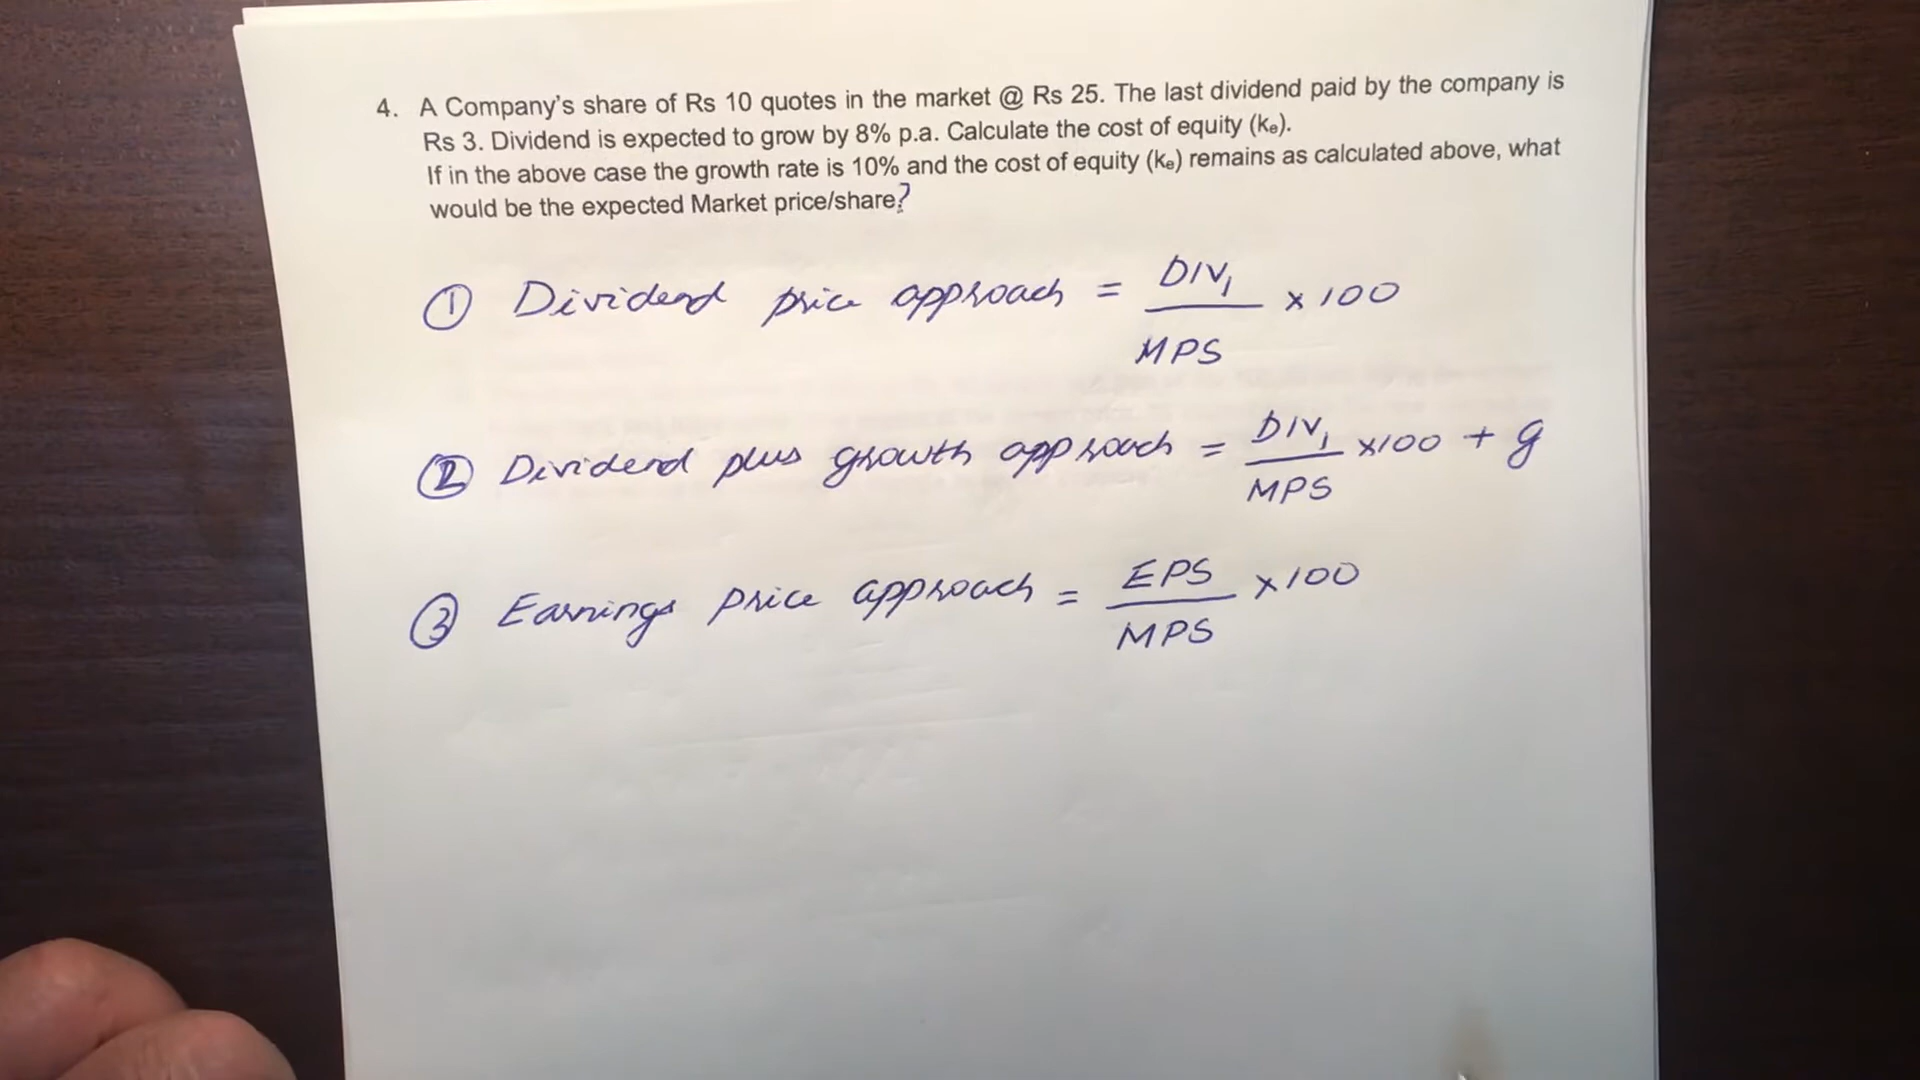 4. A Company's share of Rs 10 quotes in the market @ Rs 25. The last dividend paid by the company is
Rs 3. Dividend is expected to grow by 8% p.a. Calculate the cost of equity (kₑ).
If in the above case the growth rate is 10% and the cost of equity (kₑ) remains as calculated above, what
would be the expected Market price/share?
① Dividend price approach = DIV₁ / MPS × 100
② Dividend plus growth approach = DIV₁ / MPS ×100 + g
③ Earnings price approach = EPS / MPS ×100